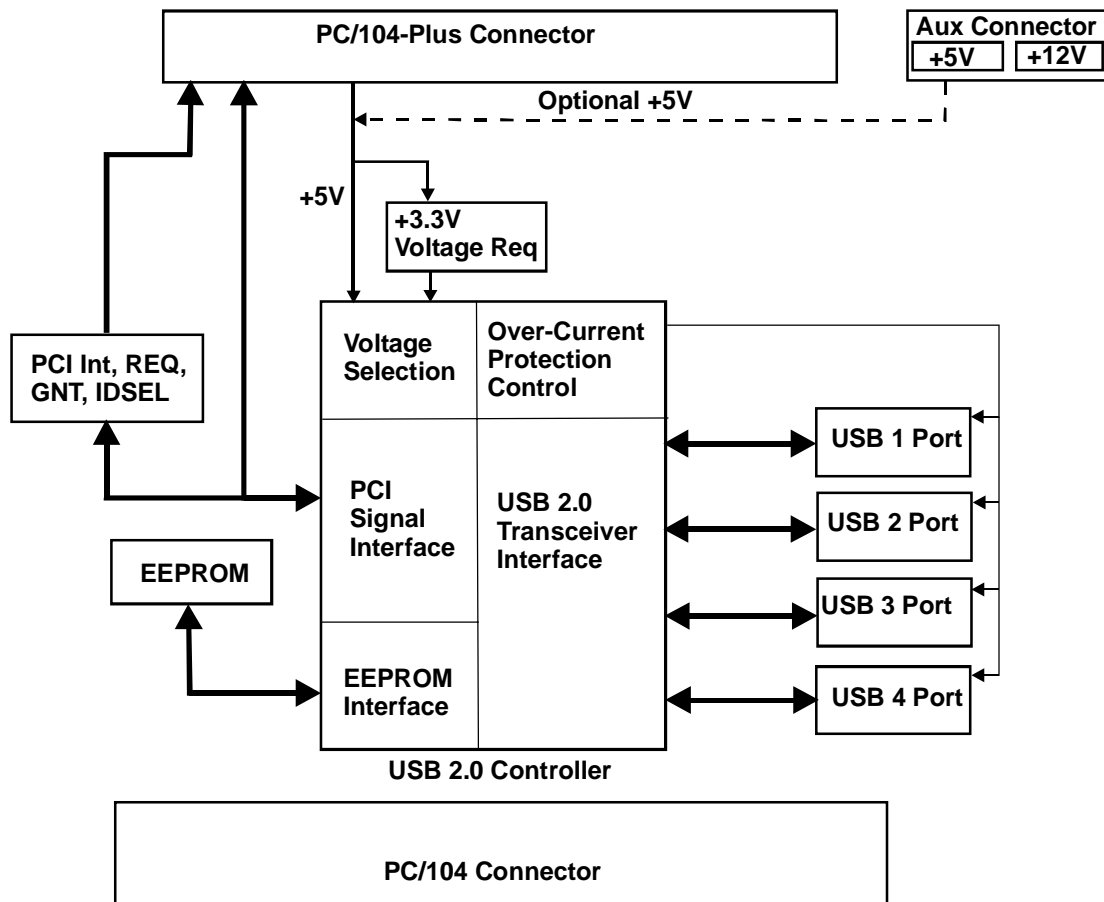 PC/104-Plus Connector
Aux Connector
+5V
+12V
Optional +5V
+5V
+3.3V
Voltage Req
Voltage
Selection
Over-Current
Protection
Control
PCI Int, REQ,
GNT, IDSEL
USB 1 Port
PCI
Signal
Interface
USB 2.0
Transceiver
Interface
USB 2 Port
EEPROM
USB 3 Port
EEPROM
Interface
USB 4 Port
USB 2.0 Controller
PC/104 Connector